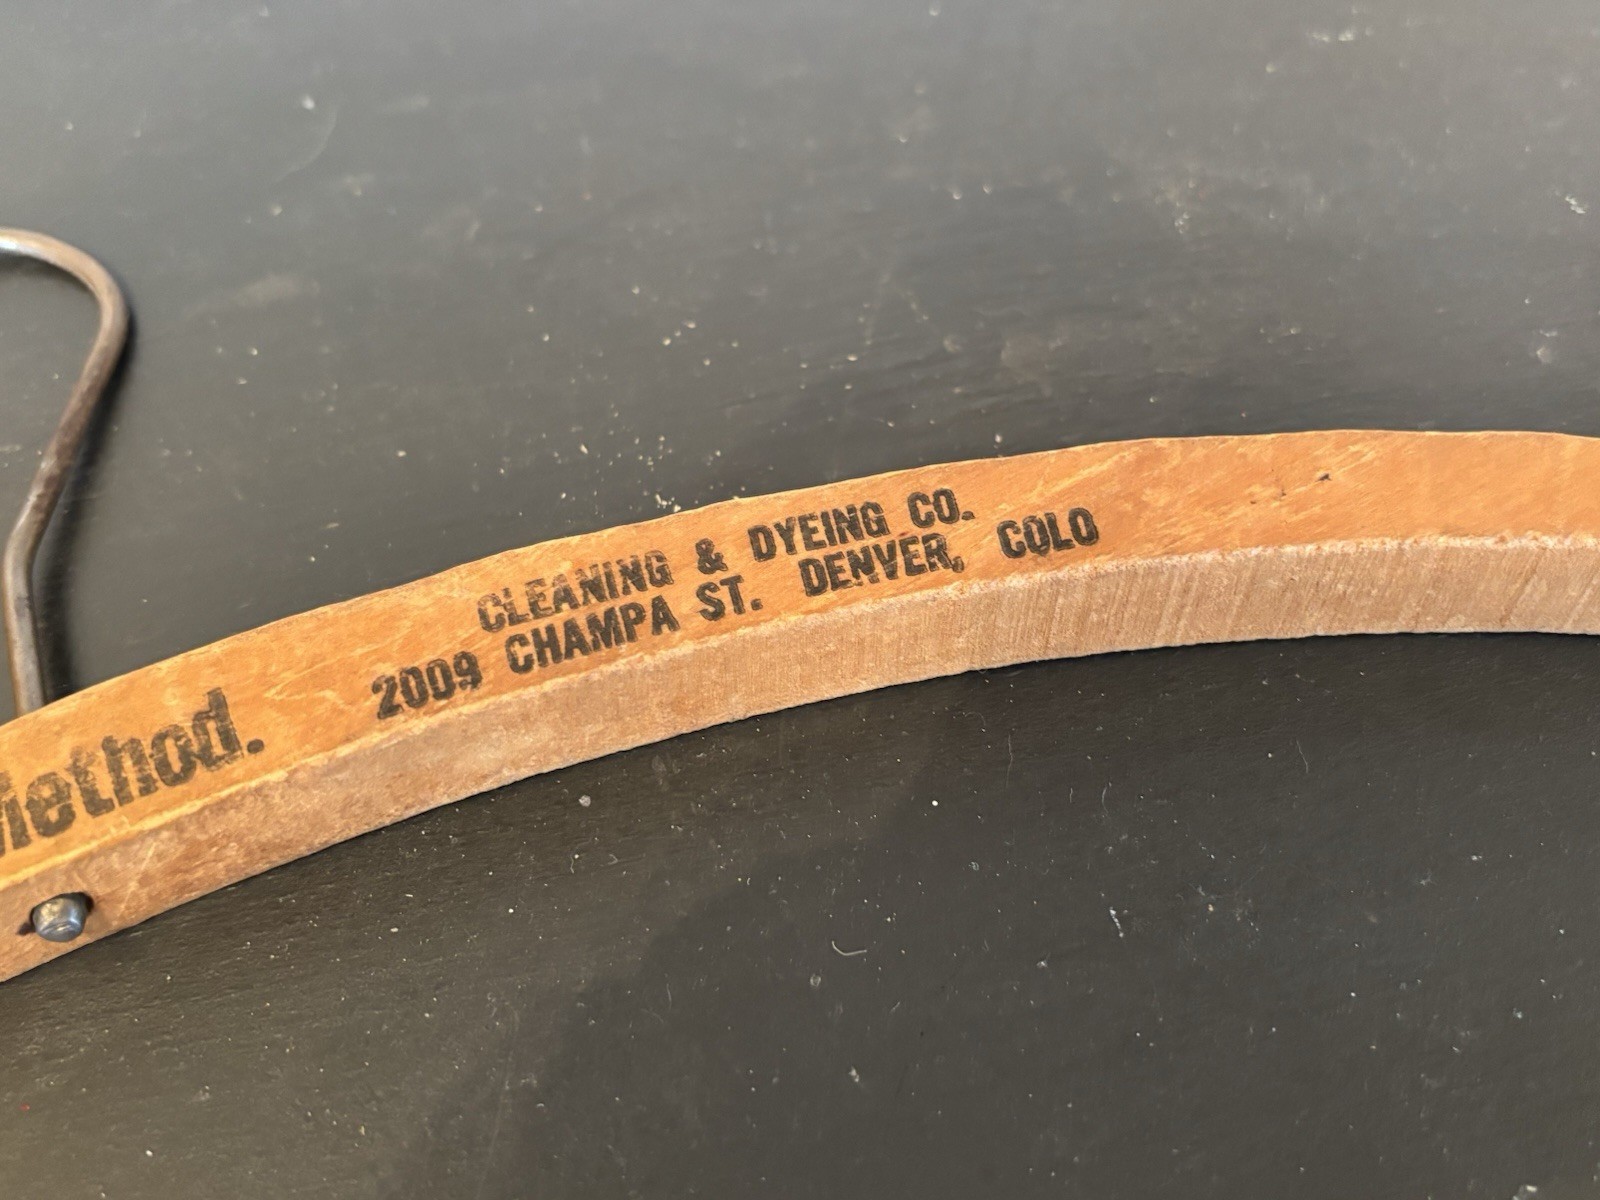 Method.
CLEANING & DYEING CO.
2009 CHAMPA ST. DENVER, COLO